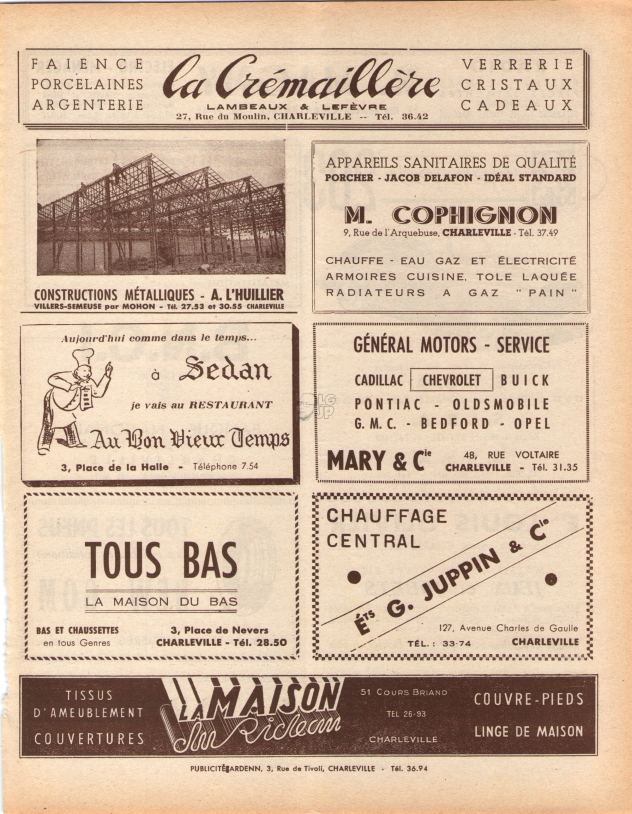 FAIENCE
PORCELAINES
ARGENTERIE
la Crémaillère
LAMBEAUX & LEFÈVRE
27, Rue du Moulin, CHARLEVILLE -- Tél. 36.42
VERRERIE
CRISTAUX
CADEAUX
CONSTRUCTIONS MÉTALLIQUES - A. L'HUILLIER
VILLERS-SEMEUSE par MOHON - Tél. 27.53 et 30.55 CHARLEVILLE
APPAREILS SANITAIRES DE QUALITÉ
PORCHER - JACOB DELAFON - IDÉAL STANDARD
M. COPHIGNON
9, Rue de l'Arquebuse, CHARLEVILLE - Tél. 37.49
CHAUFFE - EAU GAZ ET ÉLECTRICITÉ
ARMOIRES CUISINE, TOLE LAQUÉE
RADIATEURS A GAZ "PAIN"
Aujourd'hui comme dans le temps...
à Sedan
je vais au RESTAURANT
Au Bon Vieux Temps
3, Place de la Halle - Téléphone 7.54
GÉNÉRAL MOTORS - SERVICE
CADILLAC CHEVROLET BUICK
PONTIAC - OLDSMOBILE
G.M.C. - BEDFORD - OPEL
MARY & Cie
48, RUE VOLTAIRE
CHARLEVILLE - Tél. 31.35
TOUS BAS
LA MAISON DU BAS
BAS ET CHAUSSETTES
en tous Genres
3, Place de Nevers
CHARLEVILLE - Tél. 28.50
CHAUFFAGE
CENTRAL
Éts G. JUPPIN & Cie
127, Avenue Charles de Gaulle
TÉL.: 33-74 CHARLEVILLE
TISSUS
D'AMEUBLEMENT
COUVERTURES
LA MAISON
du Rideau
51 COURS BRIAND
TEL 26-93
CHARLEVILLE
COUVRE-PIEDS
LINGE DE MAISON
PUBLICITÉ ARDENN, 3, Rue de Tivoli, CHARLEVILLE - Tél. 36.94